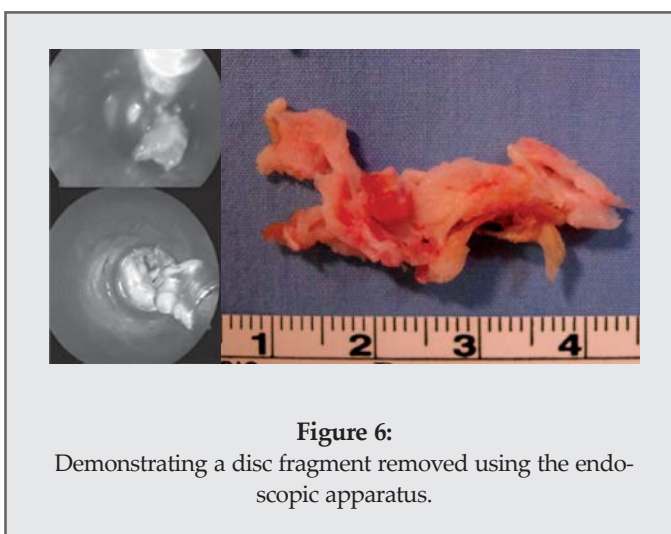 1 2 3 4
Figure 6:
Demonstrating a disc fragment removed using the endo-
scopic apparatus.